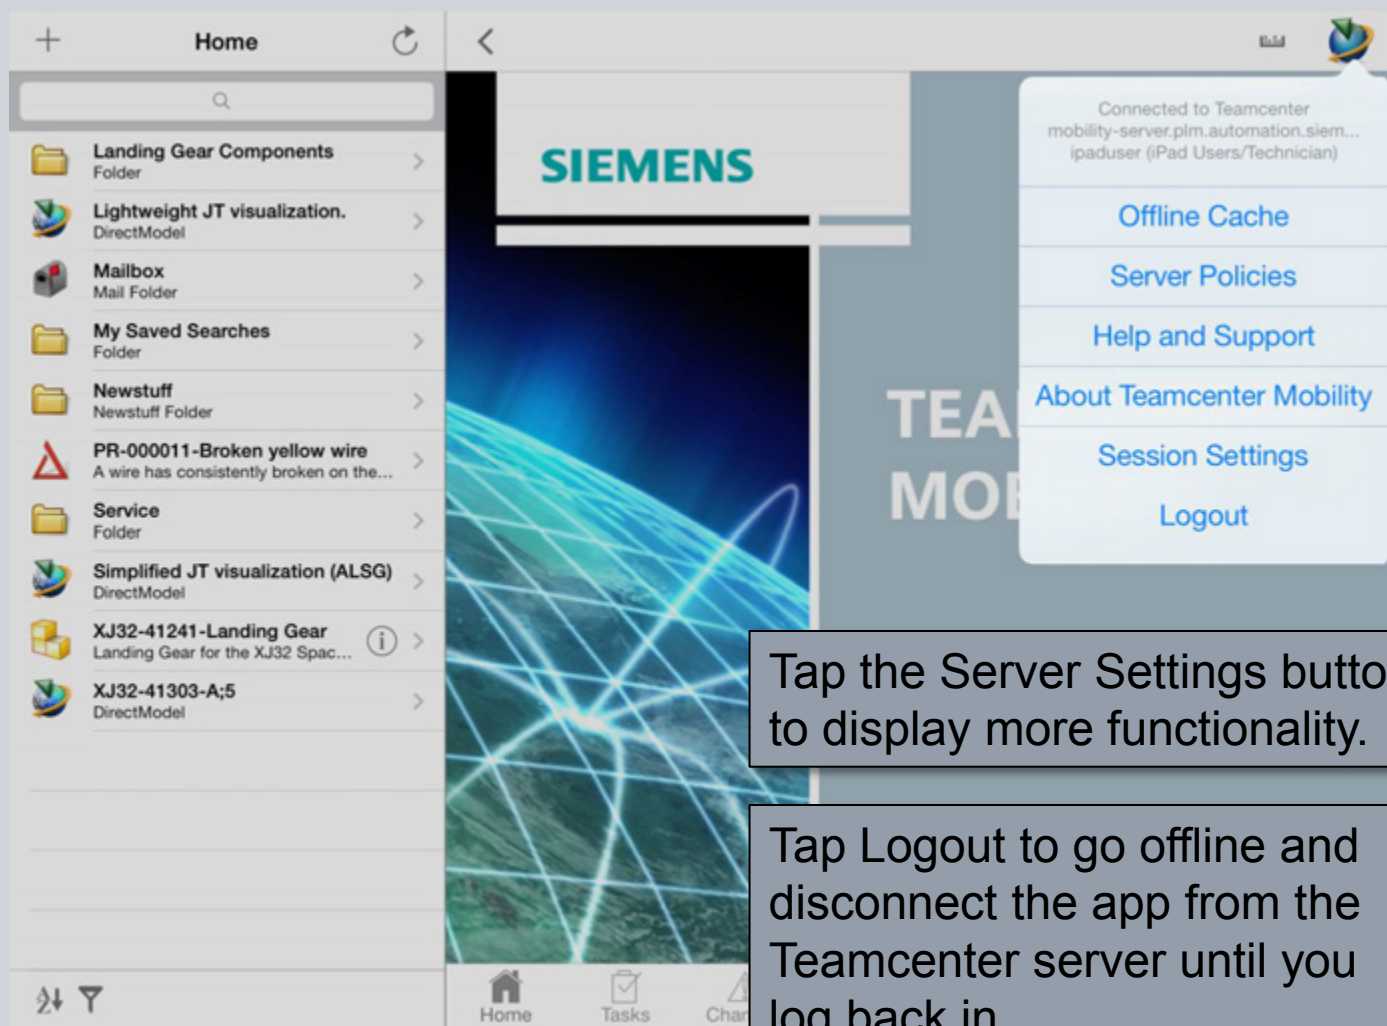 Home
Landing Gear Components
Folder
Lightweight JT visualization.
DirectModel
Mailbox
Mail Folder
My Saved Searches
Folder
Newstuff
Newstuff Folder
PR-000011-Broken yellow wire
A wire has consistently broken on the...
Service
Folder
Simplified JT visualization (ALSG)
DirectModel
XJ32-41241-Landing Gear
Landing Gear for the XJ32 Spac...
XJ32-41303-A;5
DirectModel
SIEMENS
TEA
MO
Connected to Teamcenter
mobility-server.plm.automation.siem...
ipaduser (iPad Users/Technician)
Offline Cache
Server Policies
Help and Support
About Teamcenter Mobility
Session Settings
Logout
Tap the Server Settings butto
to display more functionality.
Tap Logout to go offline and
disconnect the app from the
Teamcenter server until you
log back in
Home
Tasks
Chan